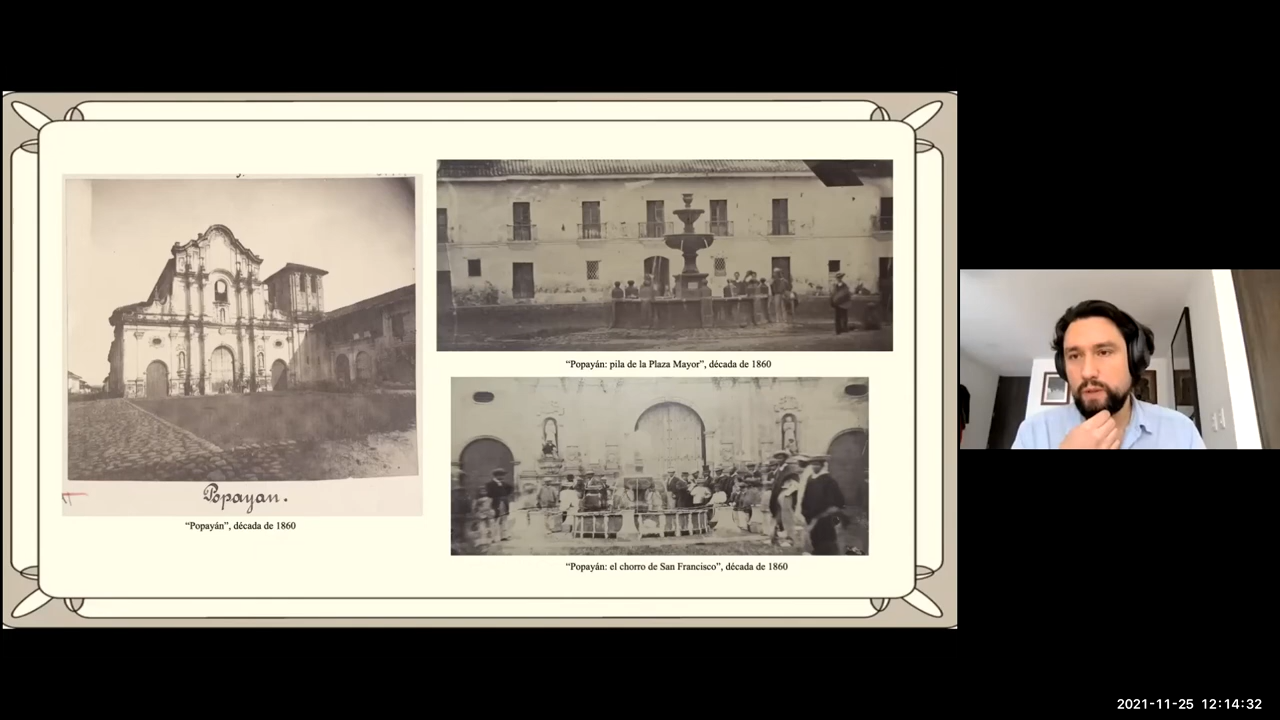 Popayan.
“Popayán”, década de 1860
“Popayán: pila de la Plaza Mayor”, década de 1860
“Popayán: el chorro de San Francisco”, década de 1860
2021-11-25 12:14:32